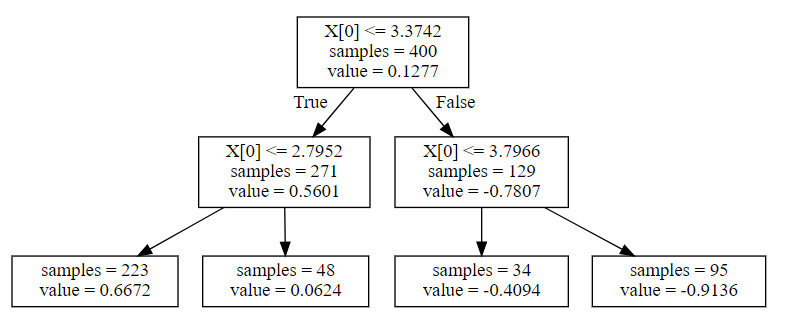 X[0] <= 3.3742
samples = 400
value = 0.1277
True
False
X[0] <= 2.7952
samples = 271
value = 0.5601
X[0] <= 3.7966
samples = 129
value = -0.7807
samples = 223
value = 0.6672
samples = 48
value = 0.0624
samples = 34
value = -0.4094
samples = 95
value = -0.9136